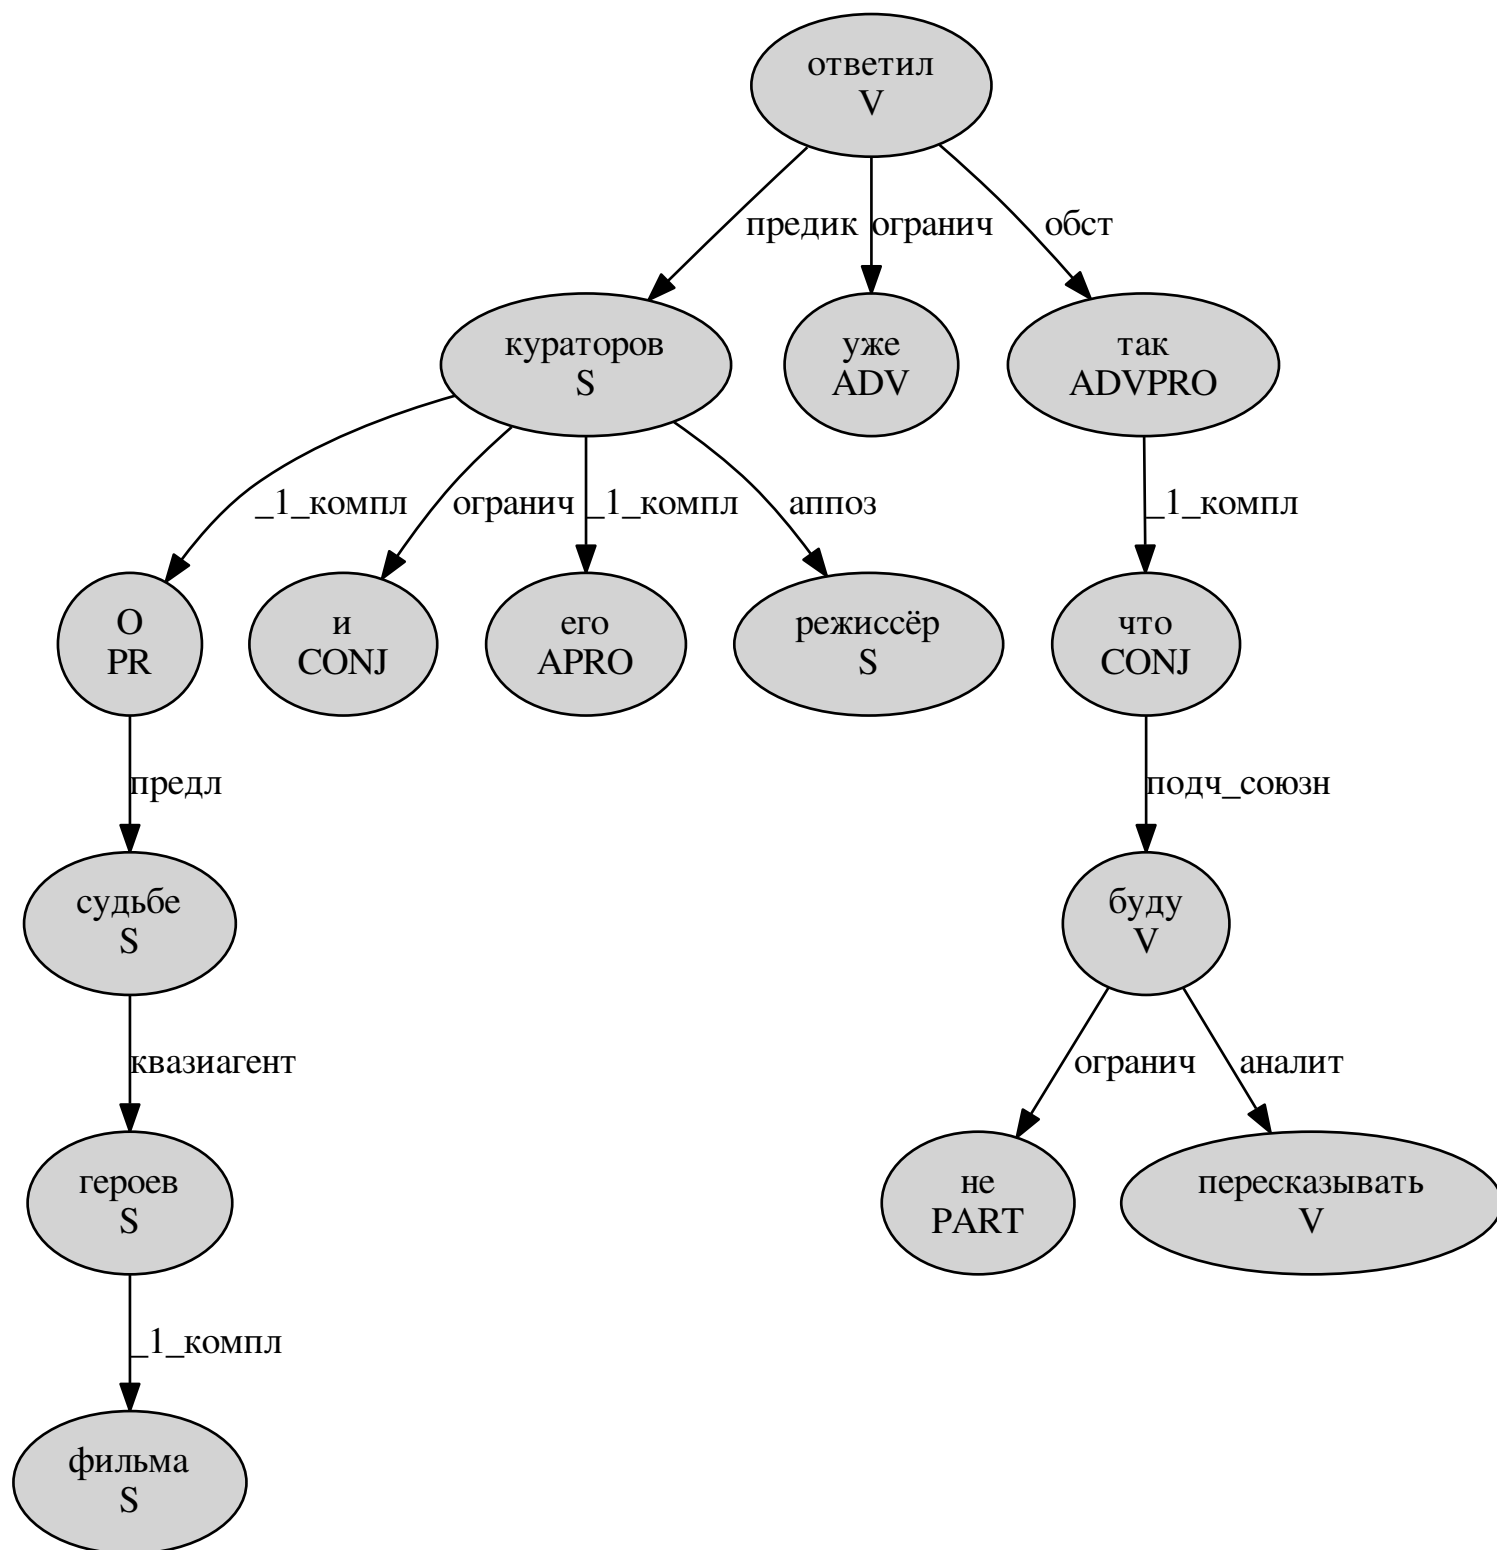 ответил
V
предик
огранич
обст
кураторов
S
уже
ADV
так
ADVPRO
_1_компл
огранич
_1_компл
аппоз
_1_компл
О
PR
и
CONJ
его
APRO
режиссёр
S
что
CONJ
предл
подч_союзн
судьбе
S
буду
V
квазиагент
огранич
аналит
героев
S
не
PART
пересказывать
V
_1_компл
фильма
S